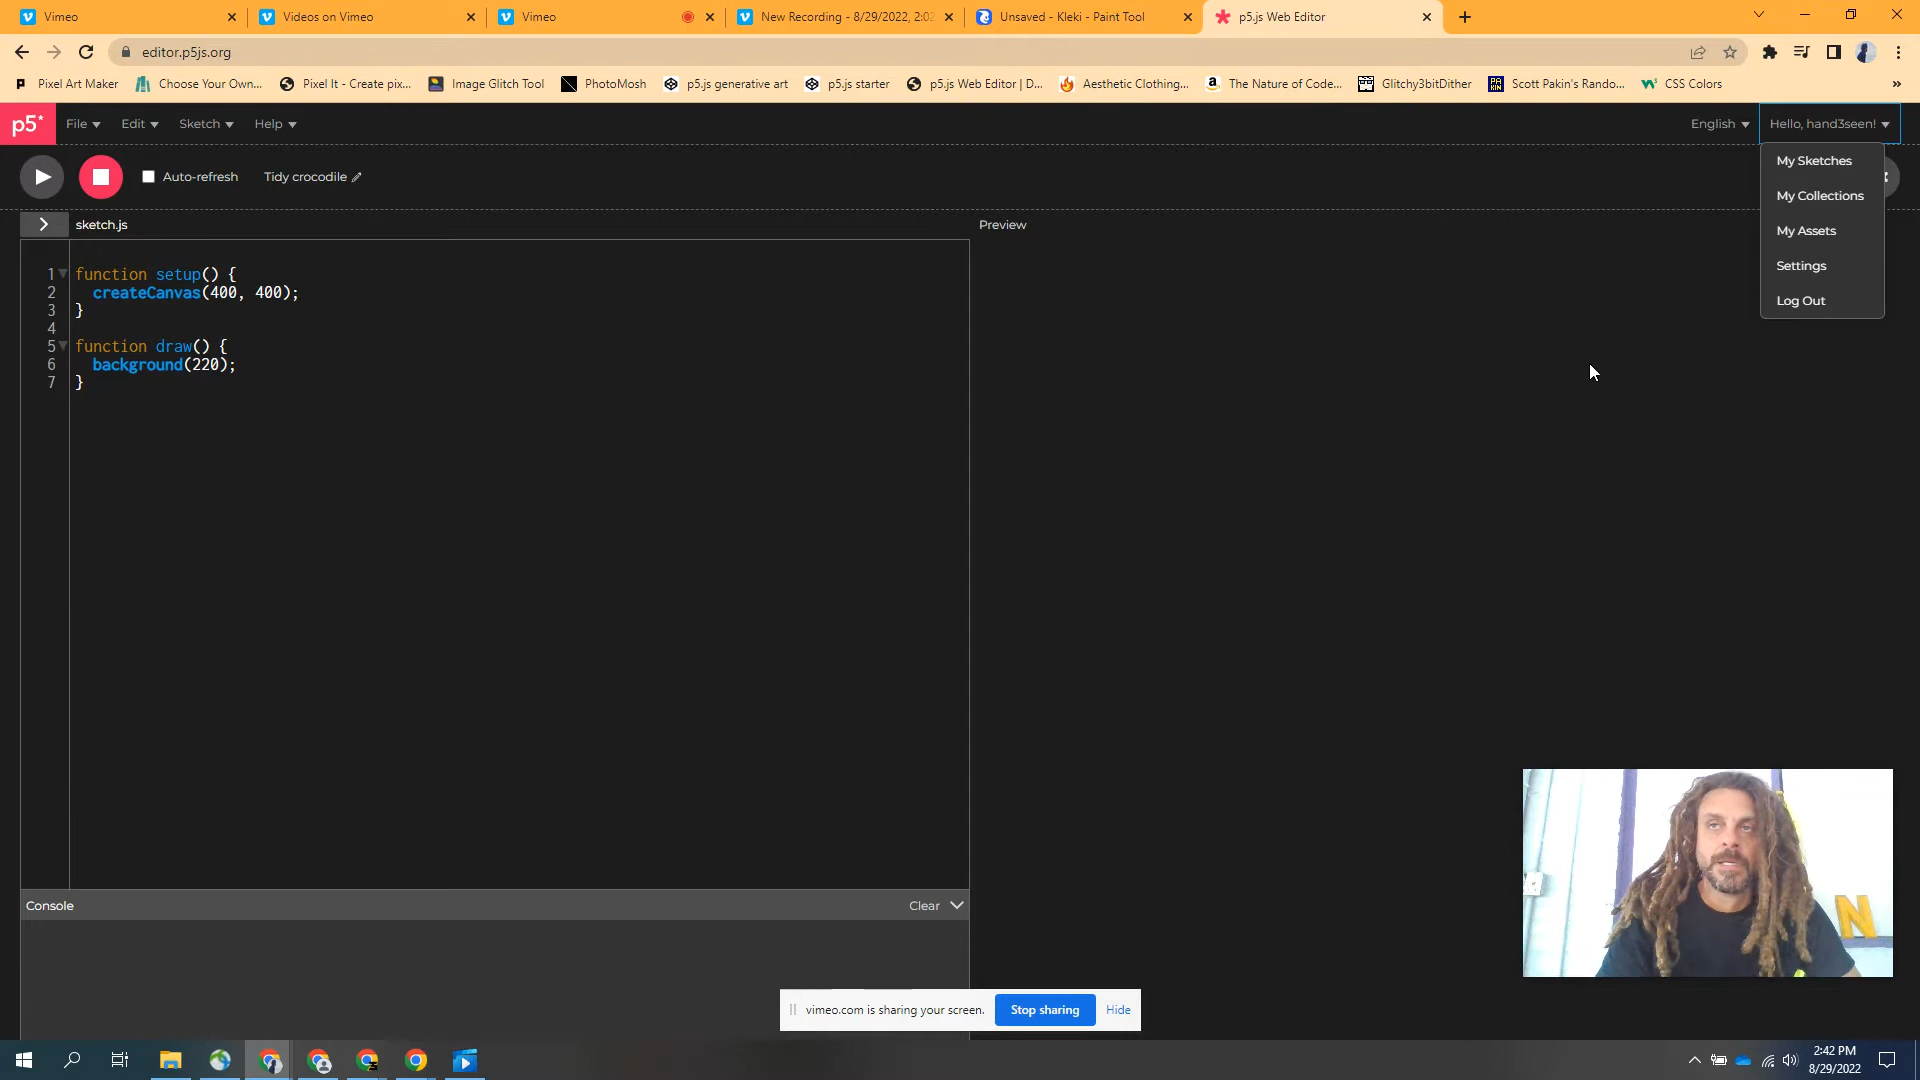 Vimeo
Videos on Vimeo
Vimeo
New Recording - 8/29/2022, 2:02
Unsaved - Kleki - Paint Tool
p5.js Web Editor
editor.p5js.org
Pixel Art Maker
Choose Your Own...
Pixel It - Create pix...
Image Glitch Tool
PhotoMosh
p5.js generative art
p5.js starter
p5.js Web Editor | D...
Aesthetic Clothing...
The Nature of Code...
Glitchy3bitDither
Scott Pakin's Rando...
CSS Colors
»
p5*
File
Edit
Sketch
Help
English
Hello, hand3seen!
My Sketches
My Collections
My Assets
Settings
Log Out
Auto-refresh
Tidy crocodile
sketch.js
Preview
1 function setup() {
2 createCanvas(400, 400);
3 }
4
5 function draw() {
6 background(220);
7 }
Console
Clear
N
vimeo.com is sharing your screen.
Stop sharing
Hide
2:42 PM
8/29/2022